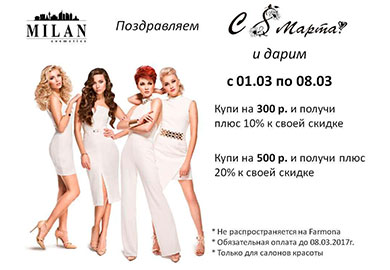 MILAN
cosmetics
Поздравляем
С 8 Марта!
и дарим
с 01.03 по 08.03
Купи на 300 р. и получи
плюс 10% к своей скидке
Купи на 500 р. и получи плюс
20% к своей скидке
* Не распространяется на Farmona
* Обязательная оплата до 08.03.2017г.
* Только для салонов красоты